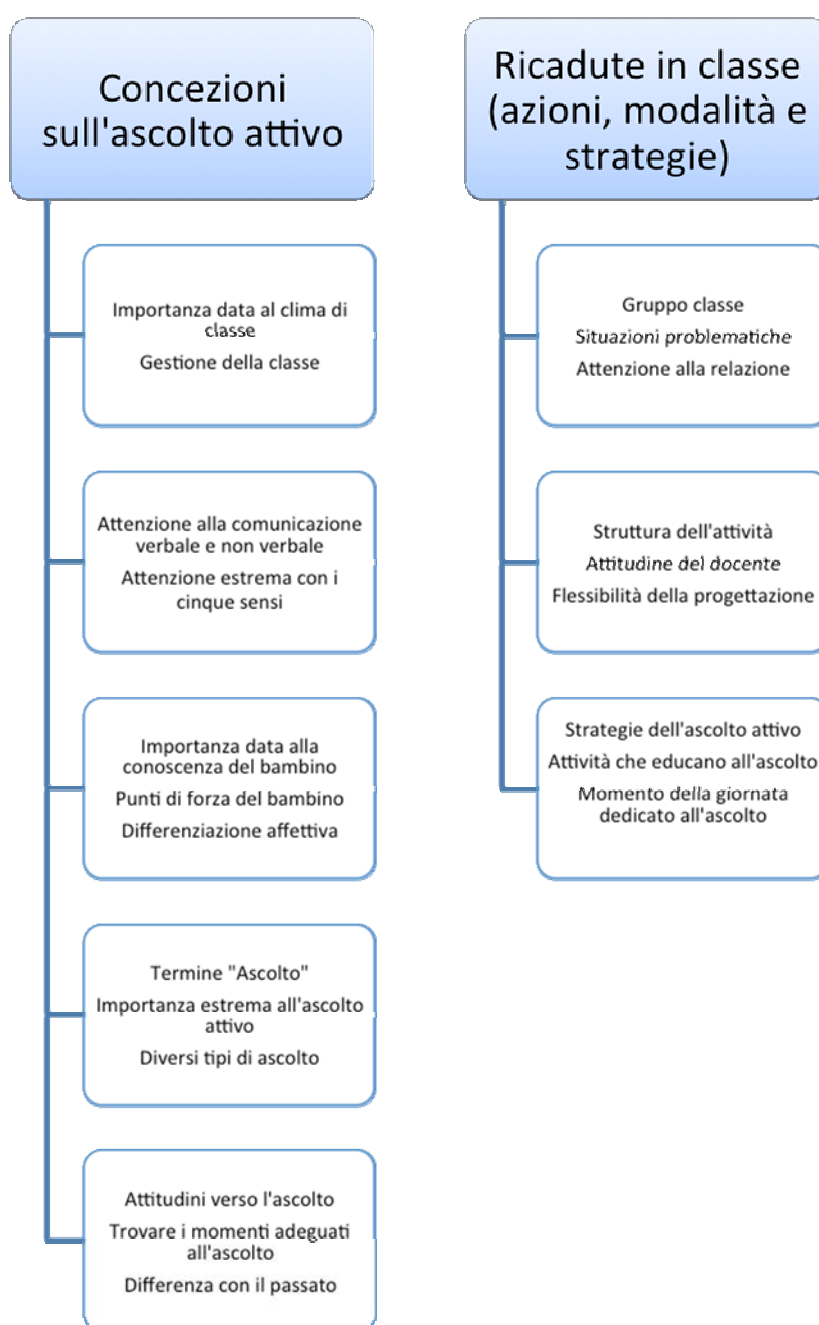 Concezioni
sull'ascolto attivo
Importanza data al clima di
classe
Gestione della classe
Attenzione alla comunicazione
verbale e non verbale
Attenzione estrema con i
cinque sensi
Importanza data alla
conoscenza del bambino
Punti di forza del bambino
Differenziazione affettiva
Termine "Ascolto"
Importanza estrema all'ascolto
attivo
Diversi tipi di ascolto
Attitudini verso l'ascolto
Trovare i momenti adeguati
all'ascolto
Differenza con il passato
Ricadute in classe
(azioni, modalità e
strategie)
Gruppo classe
Situazioni problematiche
Attenzione alla relazione
Struttura dell'attività
Attitudine del docente
Flessibilità della progettazione
Strategie dell'ascolto attivo
Attività che educano all'ascolto
Momento della giornata
dedicato all'ascolto